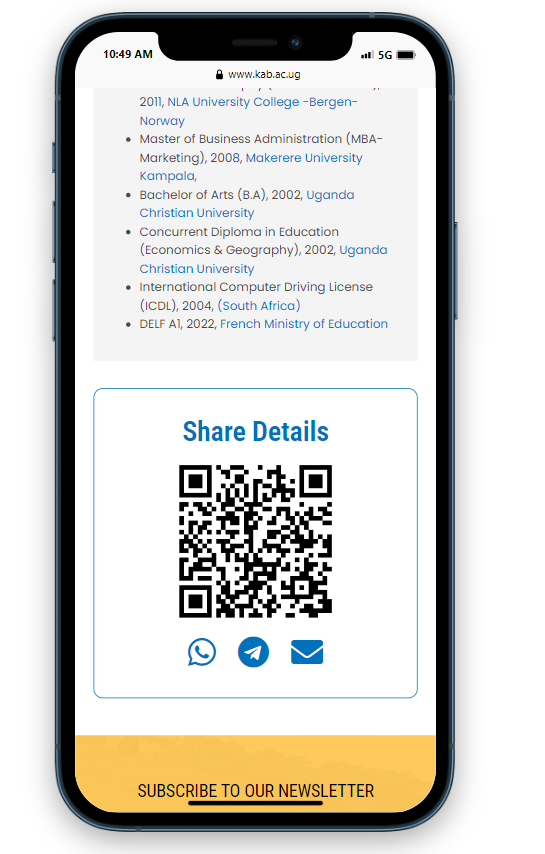 10:49 AM
5G
www.kab.ac.ug
2011, NLA University College -Bergen-
Norway
Master of Business Administration (MBA-
Marketing), 2008, Makerere University
Kampala,
Bachelor of Arts (B.A), 2002, Uganda
Christian University
Concurrent Diploma in Education
(Economics & Geography), 2002, Uganda
Christian University
International Computer Driving License
(ICDL), 2004, (South Africa)
DELF A1, 2022, French Ministry of Education
Share Details
SUBSCRIBE TO OUR NEWSLETTER